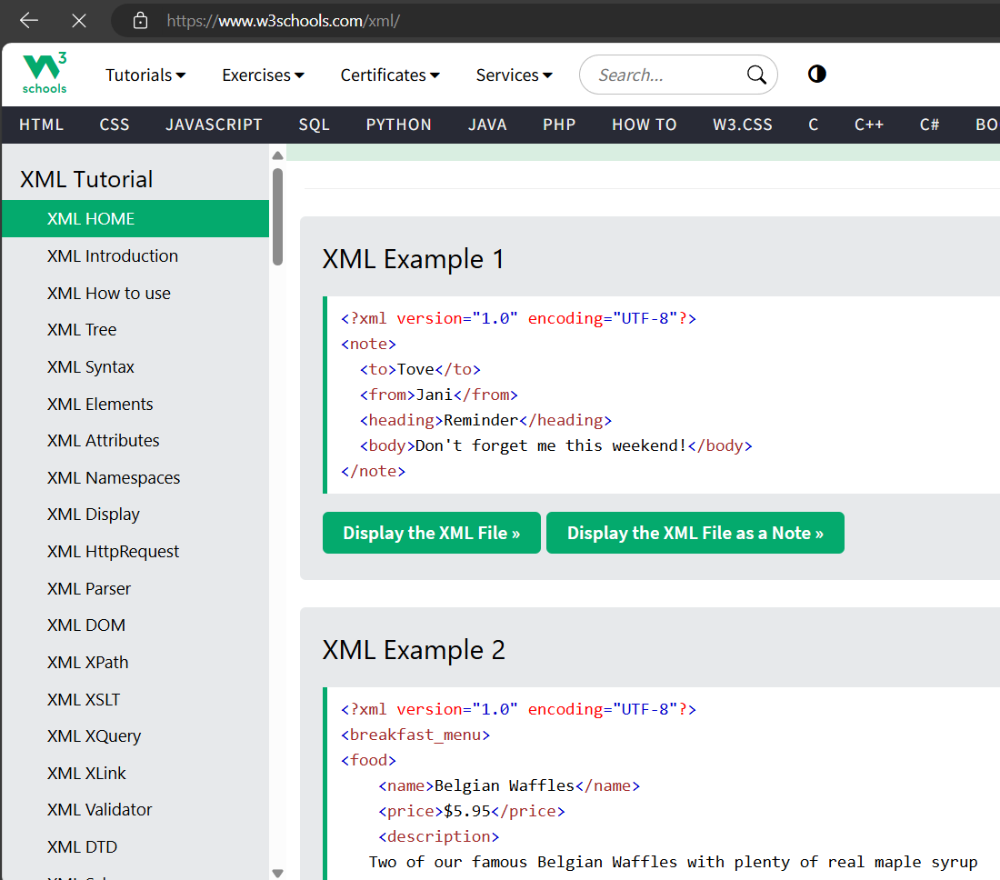 https://www.w3schools.com/xml/
W3 schools
Tutorials Exercises Certificates Services Search...
HTML CSS JAVASCRIPT SQL PYTHON JAVA PHP HOW TO W3.CSS C C++ C# BO
XML Tutorial
XML HOME
XML Introduction
XML How to use
XML Tree
XML Syntax
XML Elements
XML Attributes
XML Namespaces
XML Display
XML HttpRequest
XML Parser
XML DOM
XML XPath
XML XSLT
XML XQuery
XML XLink
XML Validator
XML DTD
XML Example 1
<?xml version="1.0" encoding="UTF-8"?>
<note>
  <to>Tove</to>
  <from>Jani</from>
  <heading>Reminder</heading>
  <body>Don't forget me this weekend!</body>
</note>
Display the XML File » Display the XML File as a Note »
XML Example 2
<?xml version="1.0" encoding="UTF-8"?>
<breakfast_menu>
<food>
    <name>Belgian Waffles</name>
    <price>$5.95</price>
    <description>
   Two of our famous Belgian Waffles with plenty of real maple syrup